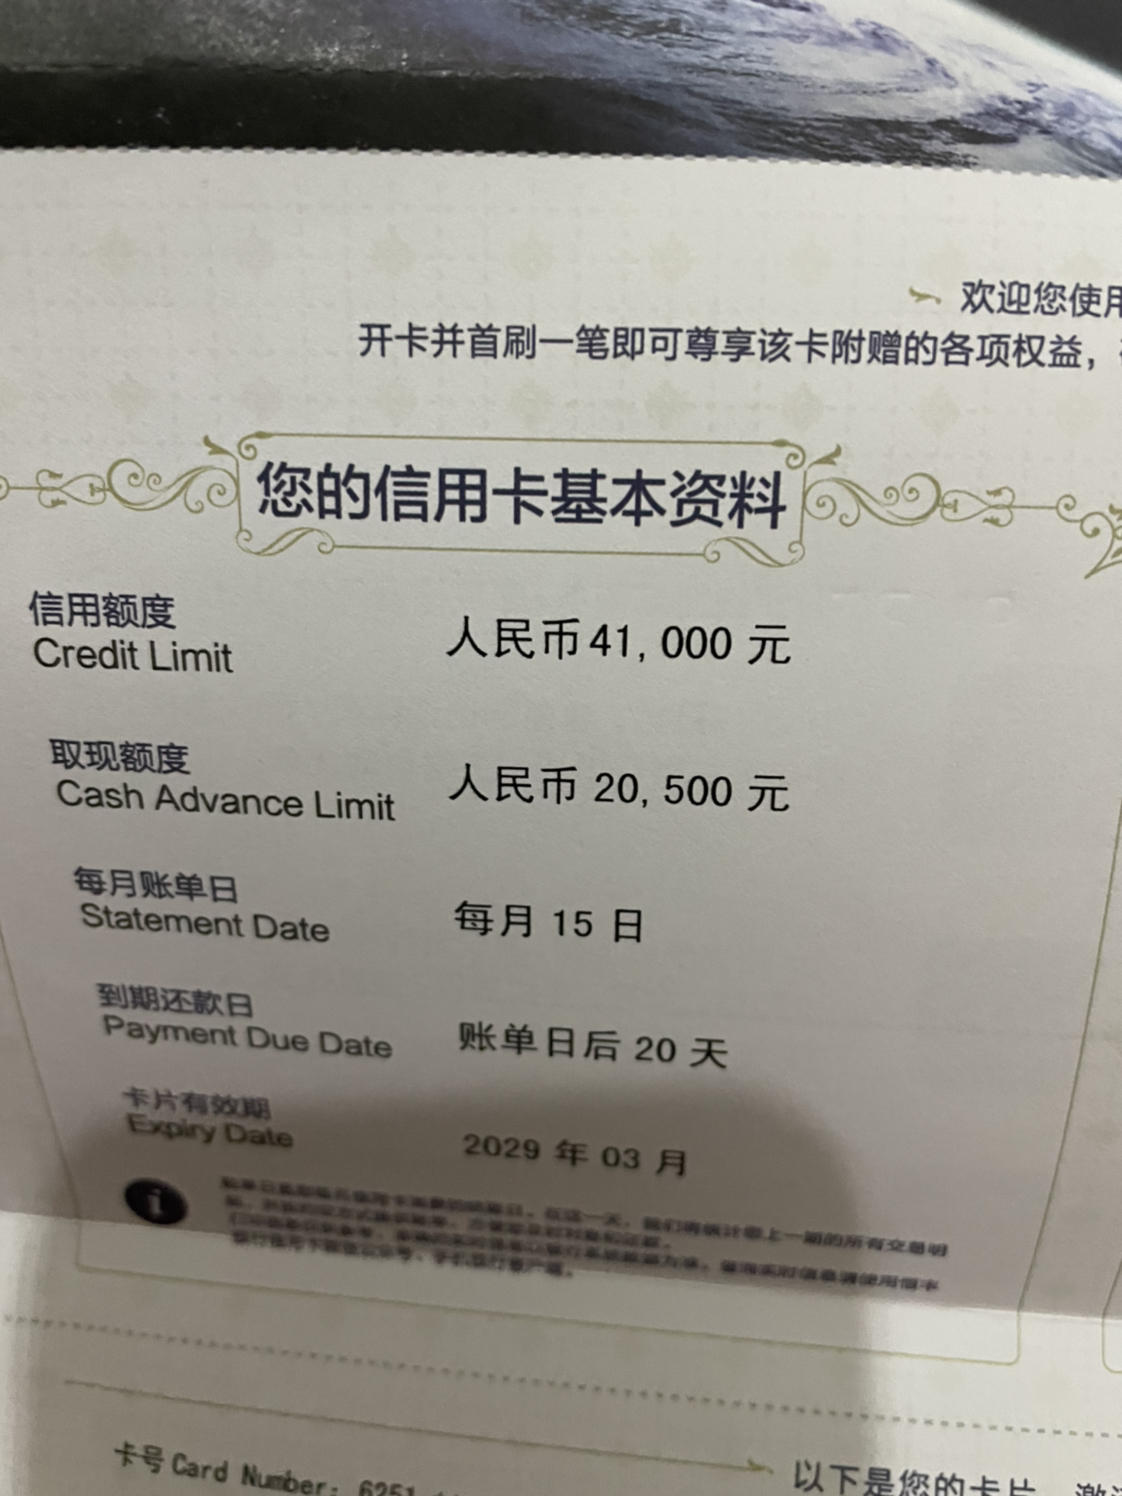 欢迎您使用
开卡并首刷一笔即可尊享该卡附赠的各项权益，
您的信用卡基本资料
信用额度
Credit Limit
人民币41,000 元
取现额度
Cash Advance Limit
人民币 20,500 元
每月账单日
Statement Date
每月 15 日
到期还款日
Payment Due Date
账单日后 20 天
卡片有效期
Expiry Date
2029 年 03 月
i
卡号Card Number: 6251
以下是您的卡片，